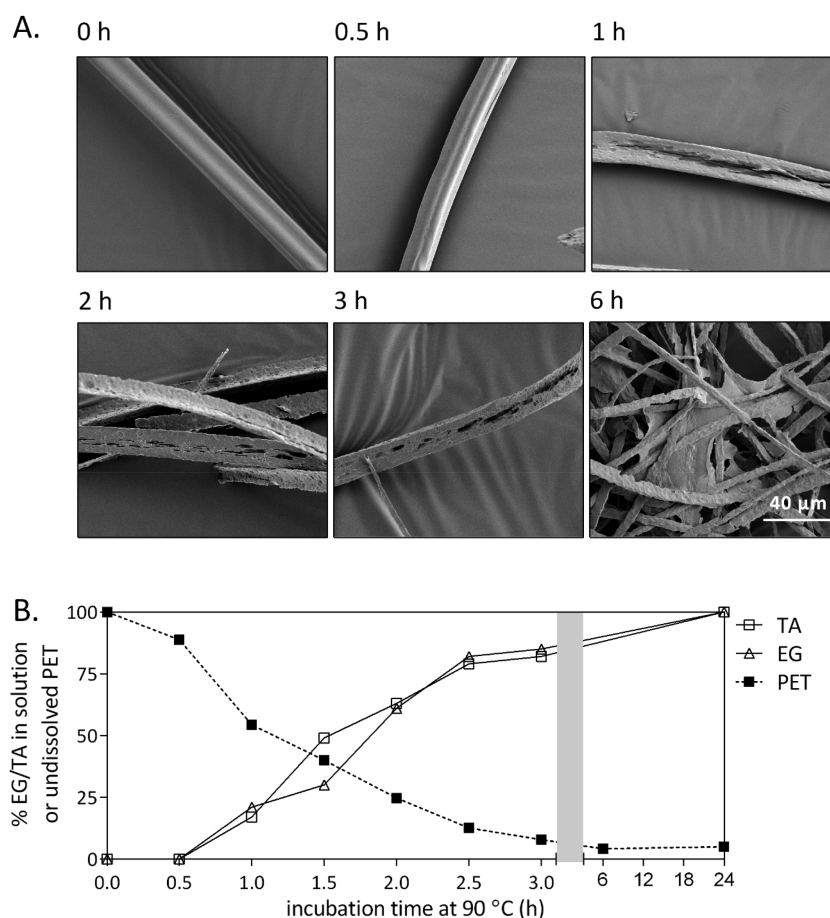 A.
0 h
0.5 h
1 h
2 h
3 h
6 h
40 µm
B.
% EG/TA in solution
or undissolved PET
100
75
50
25
0
0.0 0.5 1.0 1.5 2.0 2.5 3.0 6 12 18 24
incubation time at 90 °C (h)
TA
EG
PET